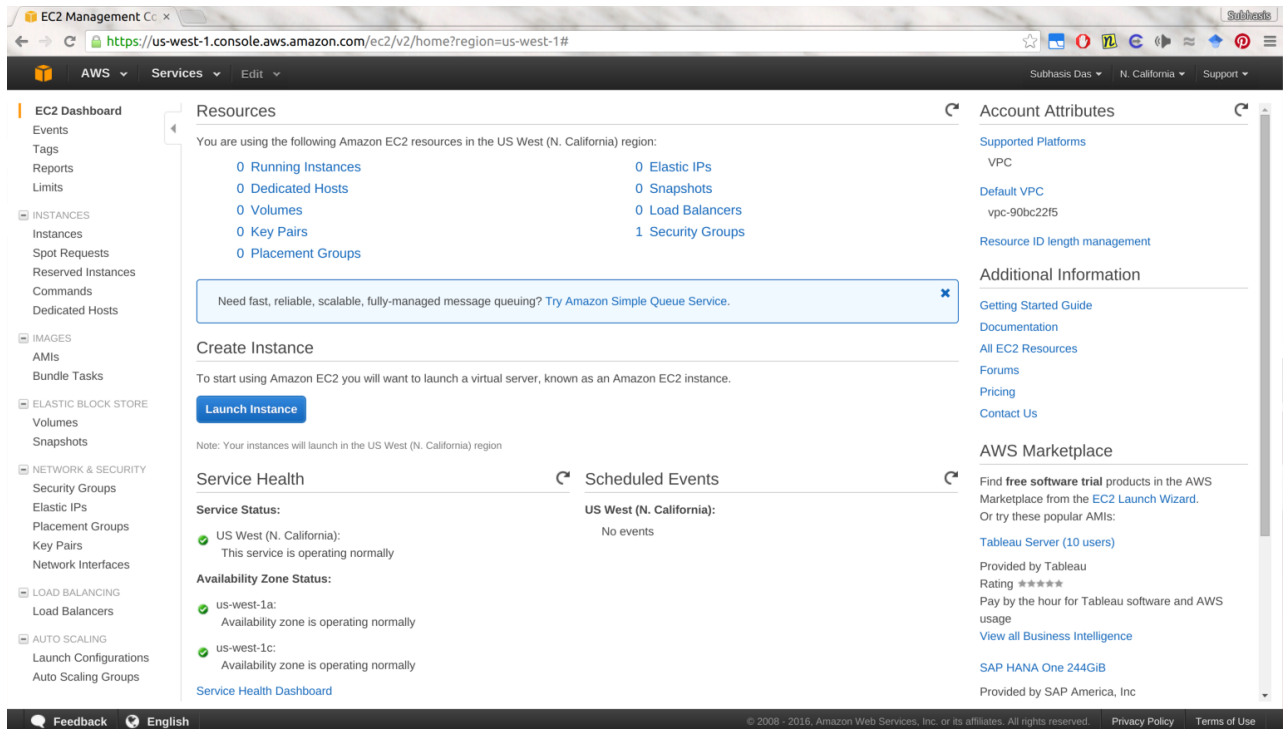 EC2 Management Co
Subhasis
https://us-west-1.console.aws.amazon.com/ec2/v2/home?region=us-west-1#
AWS Services Edit
Subhasis Das N. California Support
EC2 Dashboard
Events
Tags
Reports
Limits
INSTANCES
Instances
Spot Requests
Reserved Instances
Commands
Dedicated Hosts
IMAGES
AMIs
Bundle Tasks
ELASTIC BLOCK STORE
Volumes
Snapshots
NETWORK & SECURITY
Security Groups
Elastic IPs
Placement Groups
Key Pairs
Network Interfaces
LOAD BALANCING
Load Balancers
AUTO SCALING
Launch Configurations
Auto Scaling Groups
Resources
You are using the following Amazon EC2 resources in the US West (N. California) region:
0 Running Instances
0 Dedicated Hosts
0 Volumes
0 Key Pairs
0 Placement Groups
0 Elastic IPs
0 Snapshots
0 Load Balancers
1 Security Groups
Need fast, reliable, scalable, fully-managed message queuing? Try Amazon Simple Queue Service.
Create Instance
To start using Amazon EC2 you will want to launch a virtual server, known as an Amazon EC2 instance.
Launch Instance
Note: Your instances will launch in the US West (N. California) region
Service Health
Service Status:
US West (N. California):
This service is operating normally
Availability Zone Status:
us-west-1a:
Availability zone is operating normally
us-west-1c:
Availability zone is operating normally
Service Health Dashboard
Scheduled Events
US West (N. California):
No events
Account Attributes
Supported Platforms
VPC
Default VPC
vpc-90bc22f5
Resource ID length management
Additional Information
Getting Started Guide
Documentation
All EC2 Resources
Forums
Pricing
Contact Us
AWS Marketplace
Find free software trial products in the AWS
Marketplace from the EC2 Launch Wizard.
Or try these popular AMIs:
Tableau Server (10 users)
Provided by Tableau
Rating
Pay by the hour for Tableau software and AWS
usage
View all Business Intelligence
SAP HANA One 244GiB
Provided by SAP America, Inc
Feedback English
© 2008 - 2016, Amazon Web Services, Inc. or its affiliates. All rights reserved. Privacy Policy Terms of Use